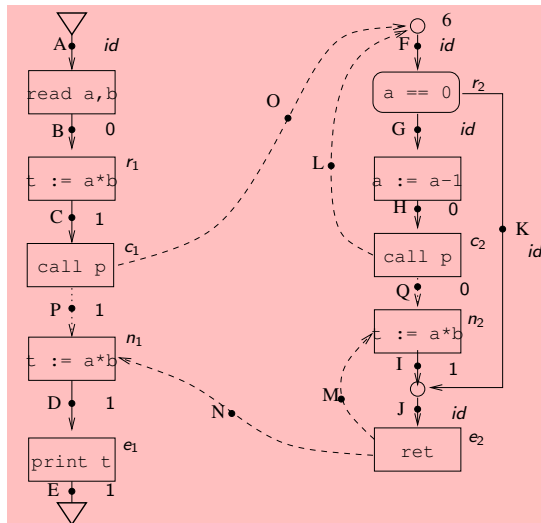 A id
read a,b
B 0
r1
t := a*b
C 1
c1
call p
P 1
n1
t := a*b
D 1
e1
print t
E 1
O
L
N
M
6
F id
r2
a == 0
G id
a := a-1
H 0
c2
call p
Q 0
n2
t := a*b
I 1
J id
e2
ret
K
id